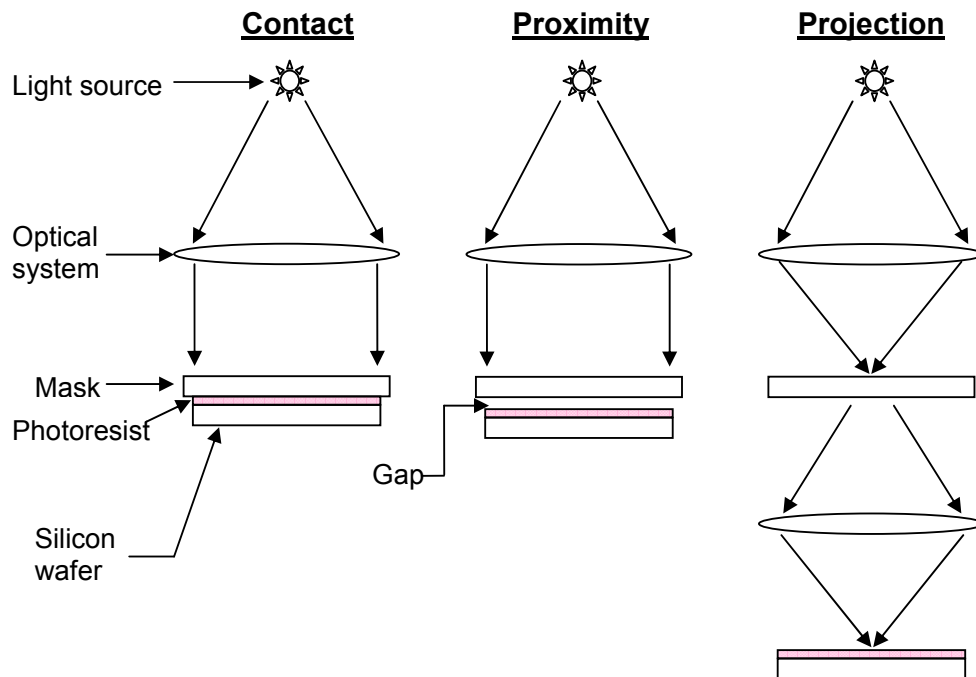 Contact
Proximity
Projection
Light source
Optical
system
Mask
Photoresist
Gap
Silicon
wafer